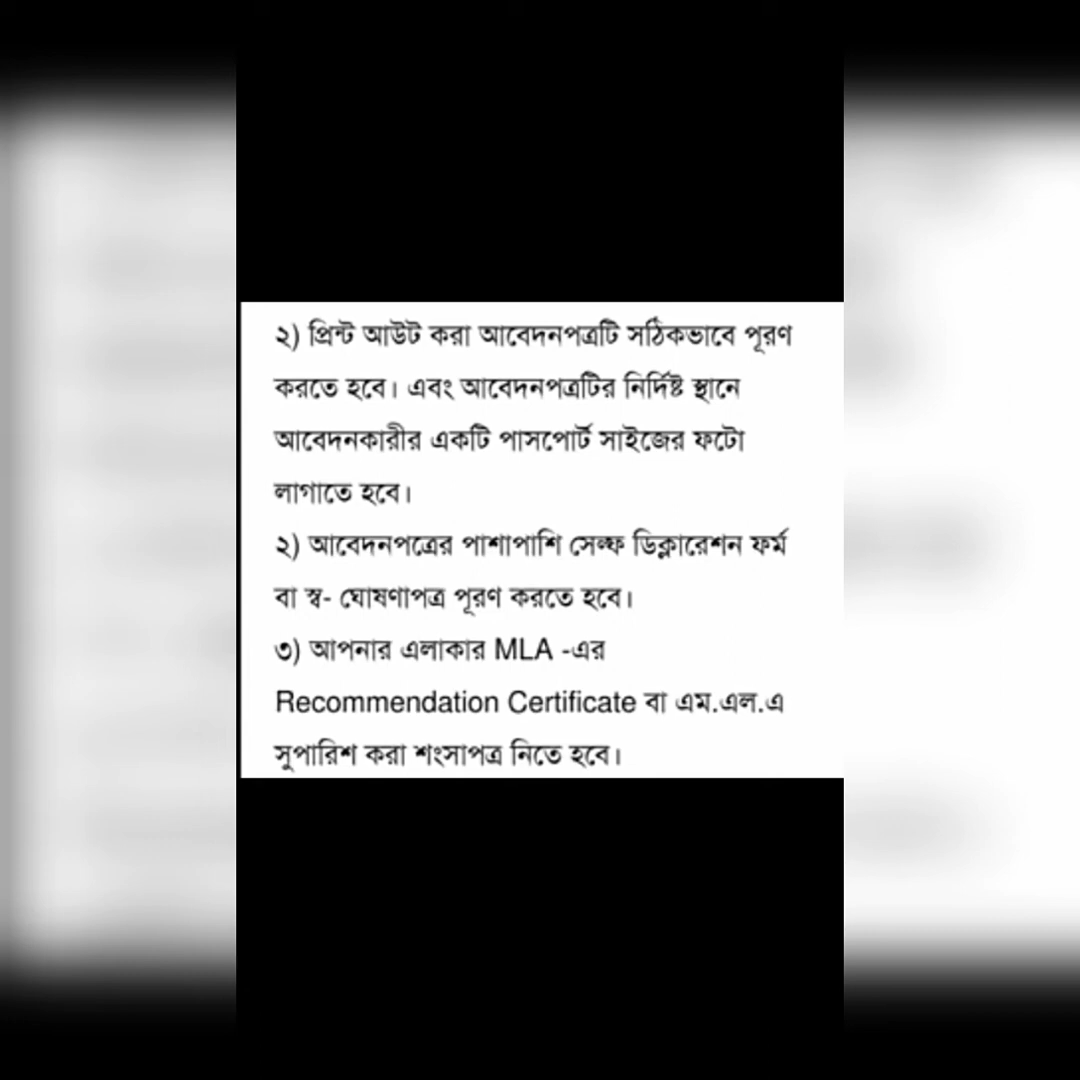 ২) প্রিন্ট আউট করা আবেদনপত্রটি সঠিকভাবে পূরণ
করতে হবে। এবং আবেদনপত্রটির নির্দিষ্ট স্থানে
আবেদনকারীর একটি পাসপোর্ট সাইজের ফটো
লাগাতে হবে।
২) আবেদনপত্রের পাশাপাশি সেল্ফ ডিক্লারেশন ফর্ম
বা স্ব- ঘোষণাপত্র পূরণ করতে হবে।
৩) আপনার এলাকার MLA -এর
Recommendation Certificate বা এম.এল.এ
সুপারিশ করা শংসাপত্র নিতে হবে।